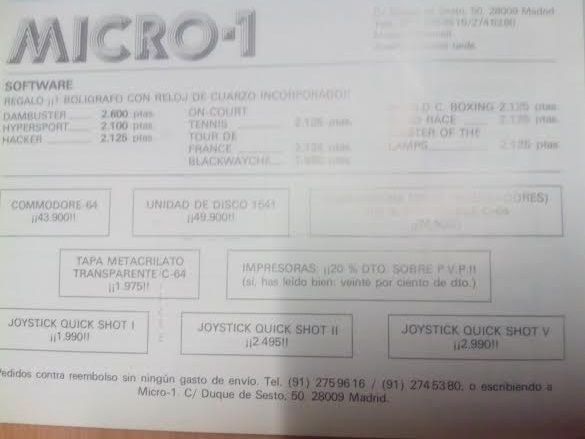 MICRO-1
Duque de Sesto, 50. 28009 Madrid
SOFTWARE
REGALO ¡¡1 BOLIGRAFO CON RELOJ DE CUARZO INCORPORADO!!
DAMBUSTER 2.600 ptas.
HYPERSPORT 2.100 ptas.
HACKER 2.125 ptas.
ON-COURT
TENNIS 2.125 ptas.
TOUR DE
FRANCE
BLACKWAYCHE
D. C. BOXING 2.125 ptas.
RACE 2.125 ptas.
OF THE
LAMPS 2.125 ptas.
COMMODORE-64
¡¡43.900!!
UNIDAD DE DISCO 1541
¡¡49.900!!
TAPA METACRILATO
TRANSPARENTE C-64
¡¡1.975!!
IMPRESORAS: ¡¡20 % DTO. SOBRE P.V.P.!!
(sí, has leído bien: veinte por ciento de dto.)
JOYSTICK QUICK SHOT I
¡¡1.990!!
JOYSTICK QUICK SHOT II
¡¡2.495!!
JOYSTICK QUICK SHOT V
¡¡2.990!!
Pedidos contra reembolso sin ningún gasto de envío. Tel. (91) 275 96 16 / (91) 274 53 80, o escribiendo a
Micro-1. C/ Duque de Sesto, 50. 28009 Madrid.